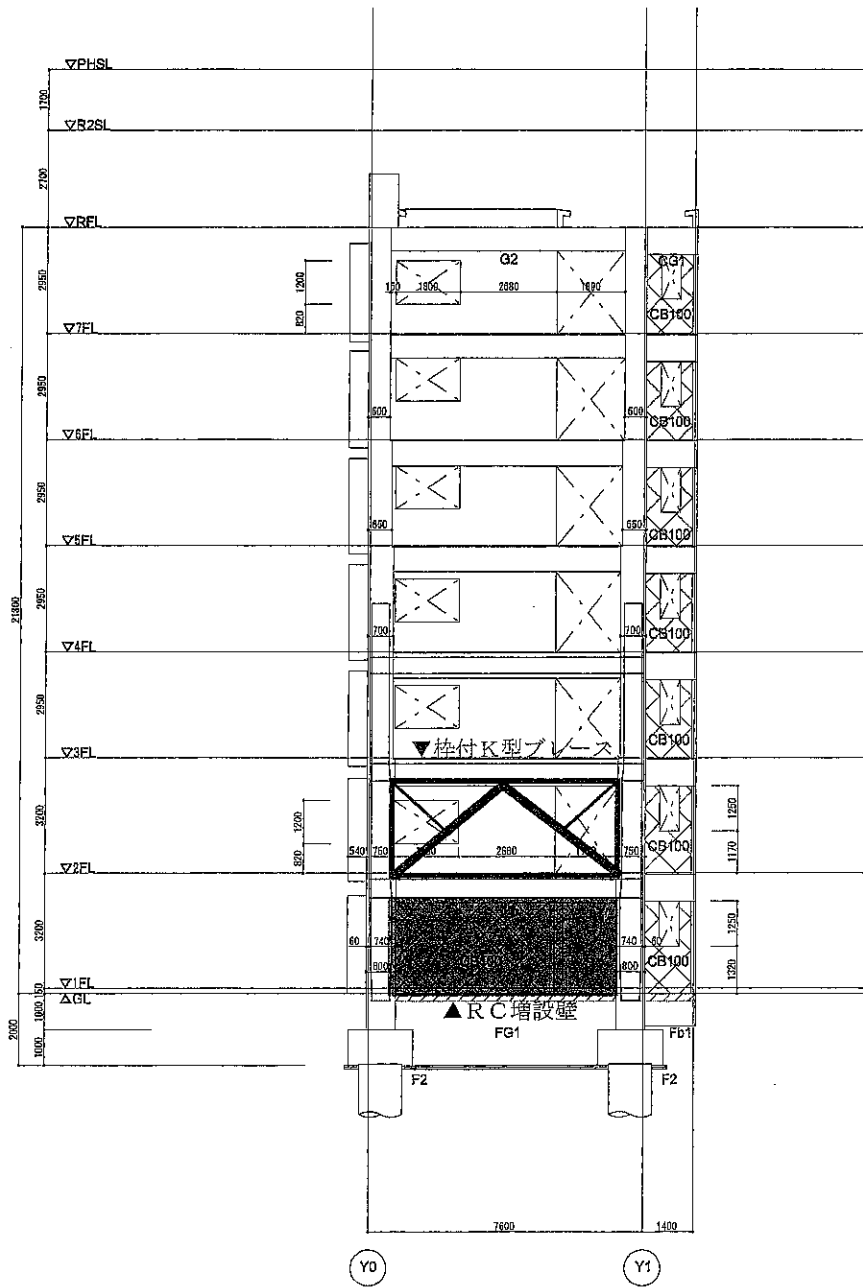 ▽PHSL
1700
▽R2SL
2700
▽RFL
G2
CG1
1200
820
150 1800 2680 1690
2950
CB100
▽7FL
2950
600
600
CB100
▽6FL
2950
650
650
CB100
▽5FL
2950
21300
700
700
CB100
▽4FL
2950
CB100
▼枠付K型ブレース
▽3FL
3200
1200
820
540
750
2680
750
CB100
1250
1170
▽2FL
3200
60
740
800
740
60
800
CB100
1250
1320
▽1FL
150
△GL
1000
▲RC増設壁
FG1
Fb1
2600
1000
F2
F2
7600
1400
Y0
Y1